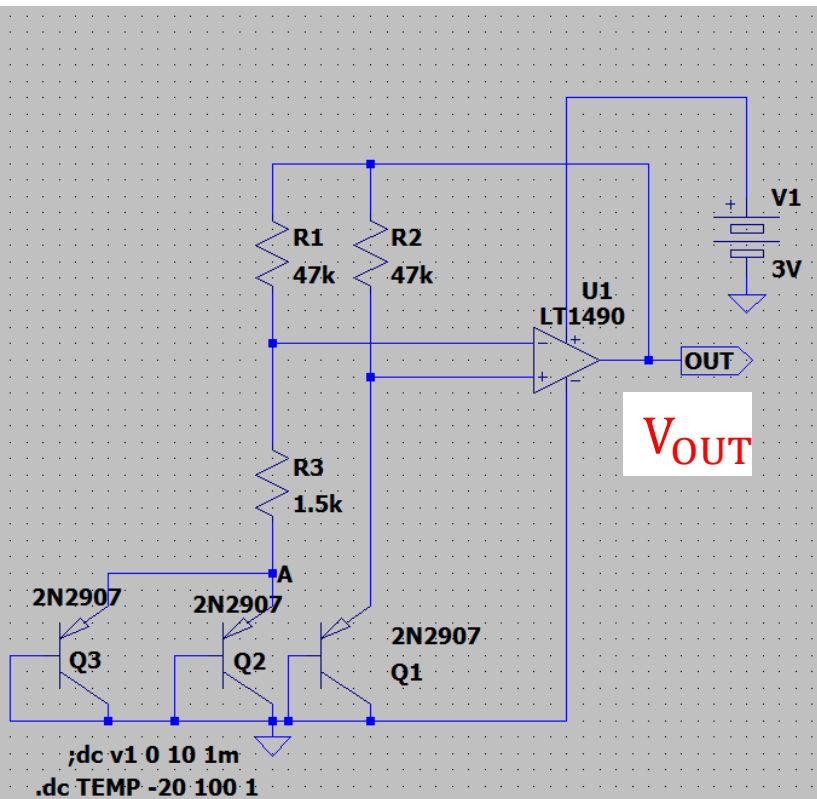 V1
+
3V
R1
47k
R2
47k
U1
LT1490
-
+
+
-
OUT
V_OUT
R3
1.5k
A
2N2907
2N2907
2N2907
Q3
Q2
Q1
;dc v1 0 10 1m
.dc TEMP -20 100 1